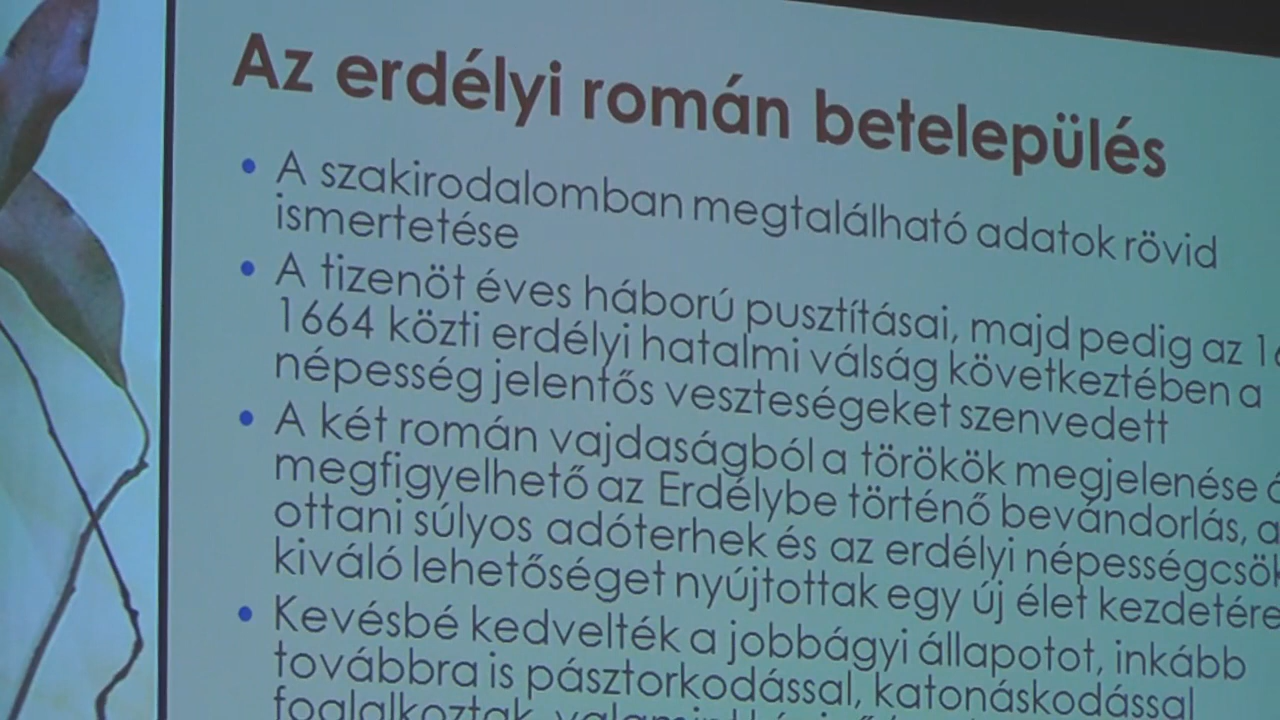 Az erdélyi román betelepülés
• A szakirodalomban megtalálható adatok rövid
ismertetése
• A tizenöt éves háború pusztításai, majd pedig az
1664 közti erdélyi hatalmi válság következtében a
népesség jelentős veszteségeket szenvedett
• A két román vajdaságból a törökök megjelenése
megfigyelhető az Erdélybe történő bevándorlás,
ottani súlyos adóterhek és az erdélyi
kiváló lehetőséget nyújtottak egy új élet kezdetére
• Kevésbé kedvelték a jobbágyi állapotot, inkább
továbbra is pásztorkodással, katonáskodással
foglalkoztak,